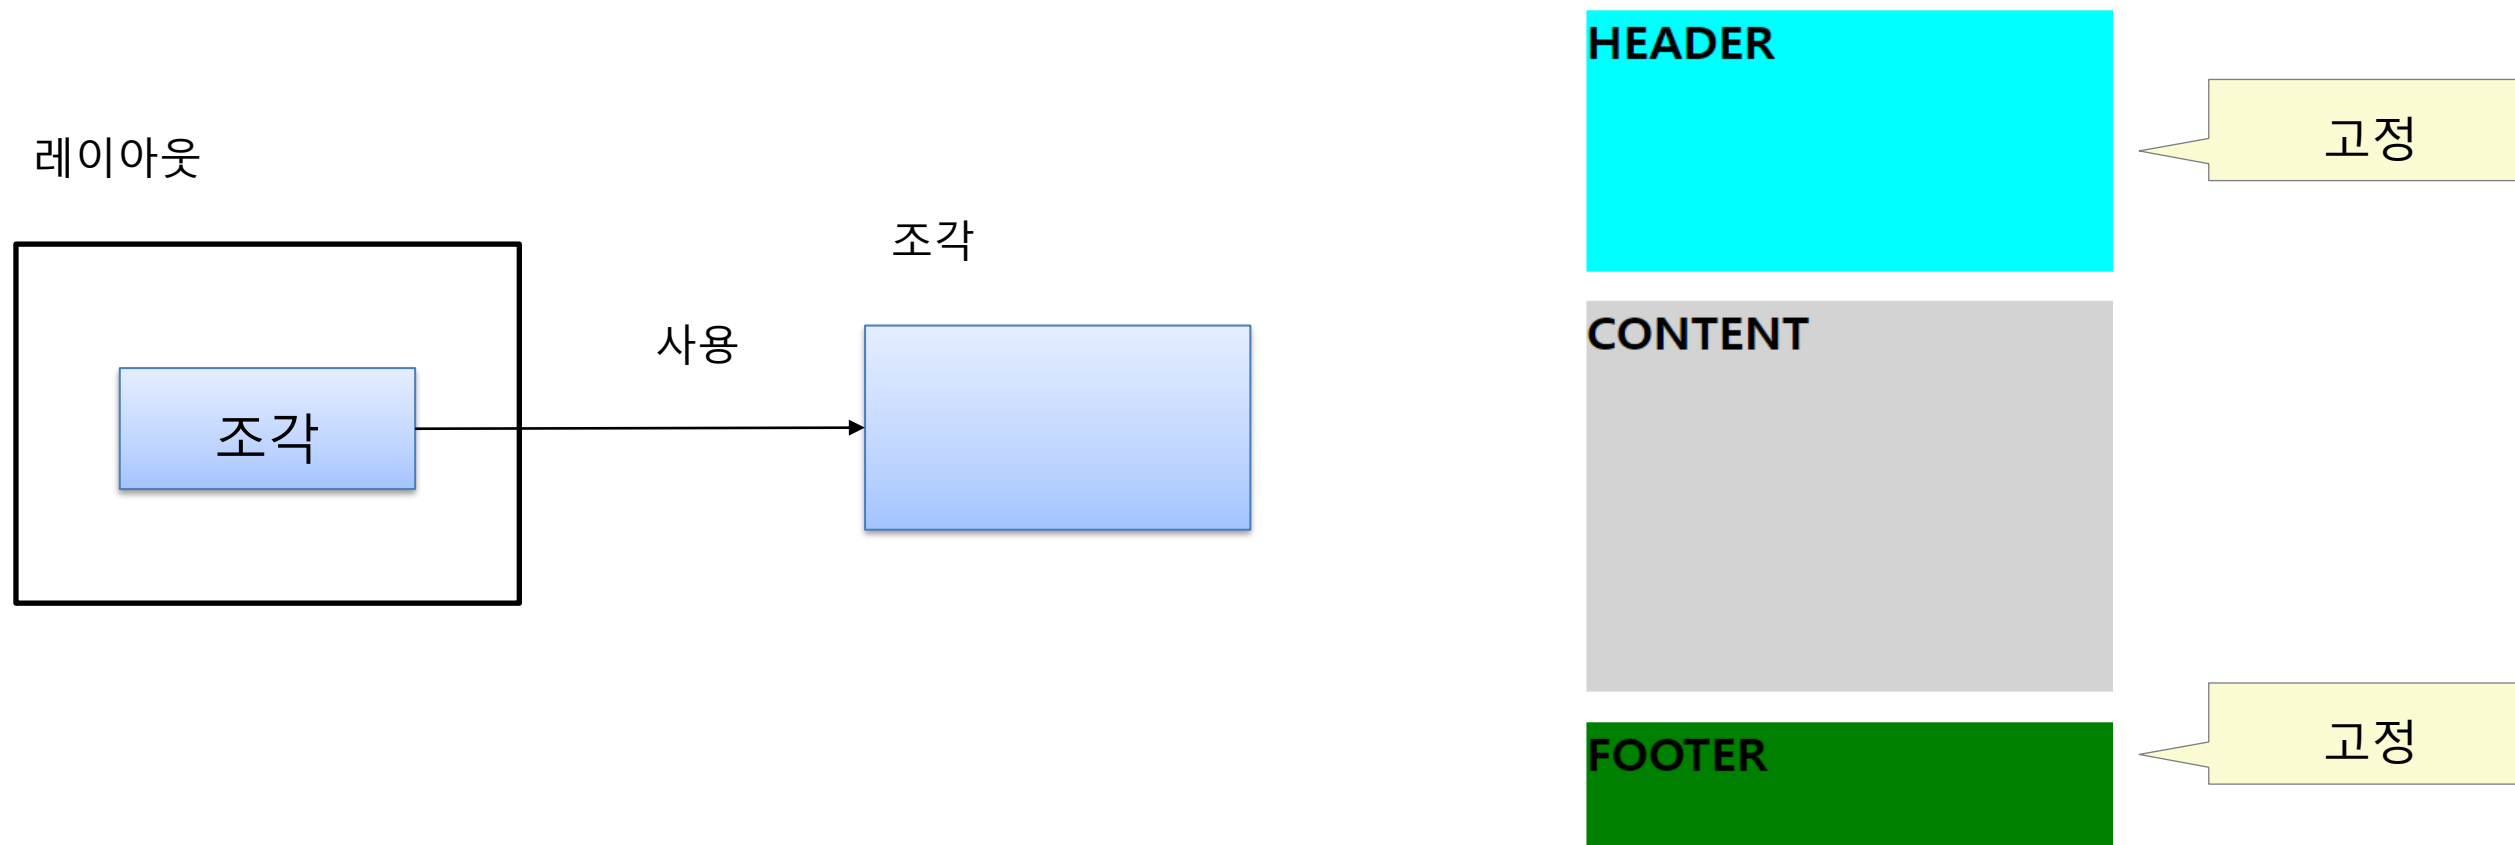 레이아웃
조각
사용
조각
HEADER
고정
CONTENT
FOOTER
고정